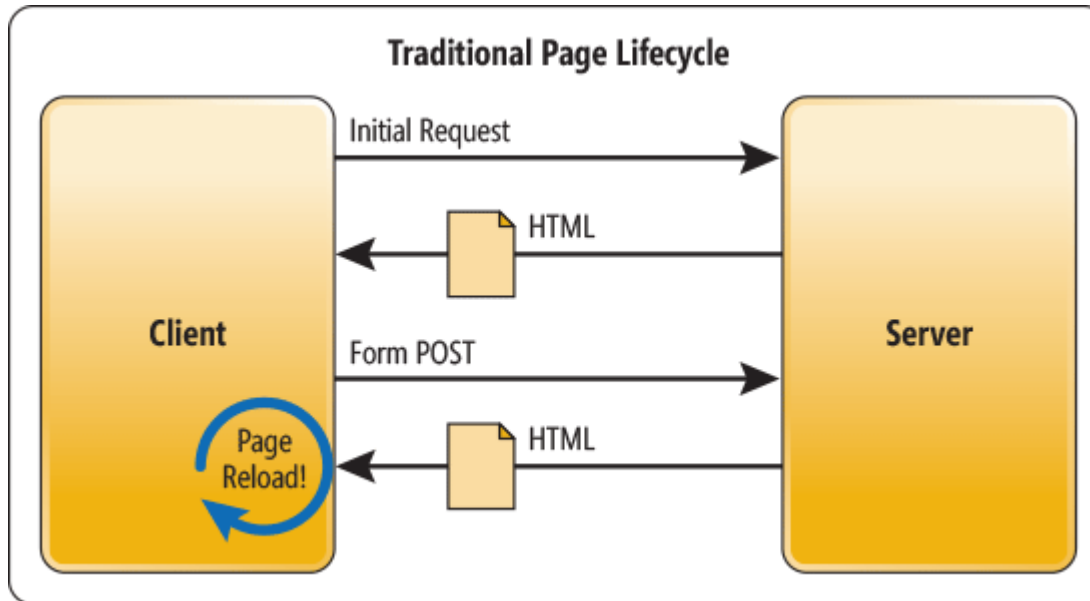 Traditional Page Lifecycle
Initial Request
HTML
Client
Server
Form POST
HTML
Page
Reload!